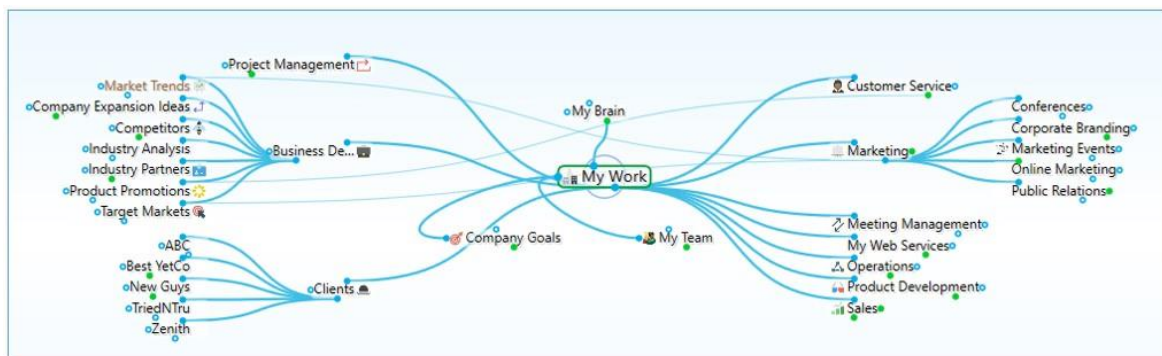 Project Management
Market Trends
Company Expansion Ideas
Competitors
Industry Analysis
Industry Partners
Product Promotions
Target Markets
Business De...
ABC
Best YetCo
New Guys
TriedNTru
Zenith
Clients
My Brain
My Work
Company Goals
My Team
Customer Service
Marketing
Conferences
Corporate Branding
Marketing Events
Online Marketing
Public Relations
Meeting Management
My Web Services
Operations
Product Development
Sales